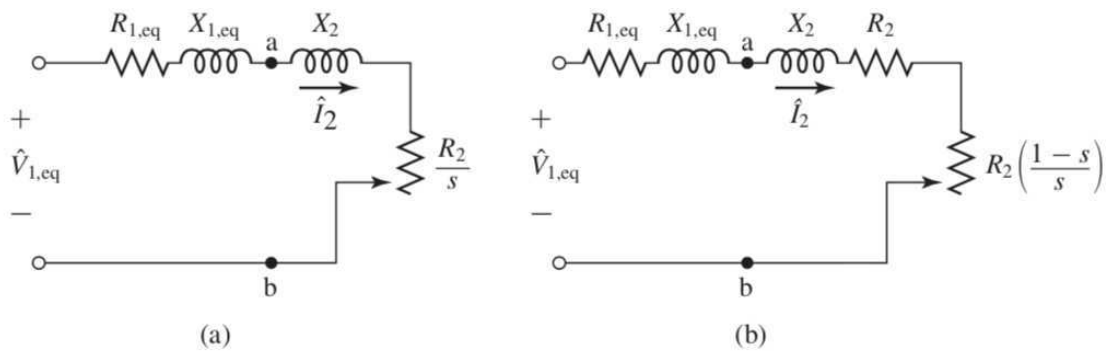 R1,eq X1,eq a X2
Î2
+
V̂1,eq
−
R2/s
b
(a)
R1,eq X1,eq a X2 R2
Î2
+
V̂1,eq
−
R2(1 − s/s)
b
(b)